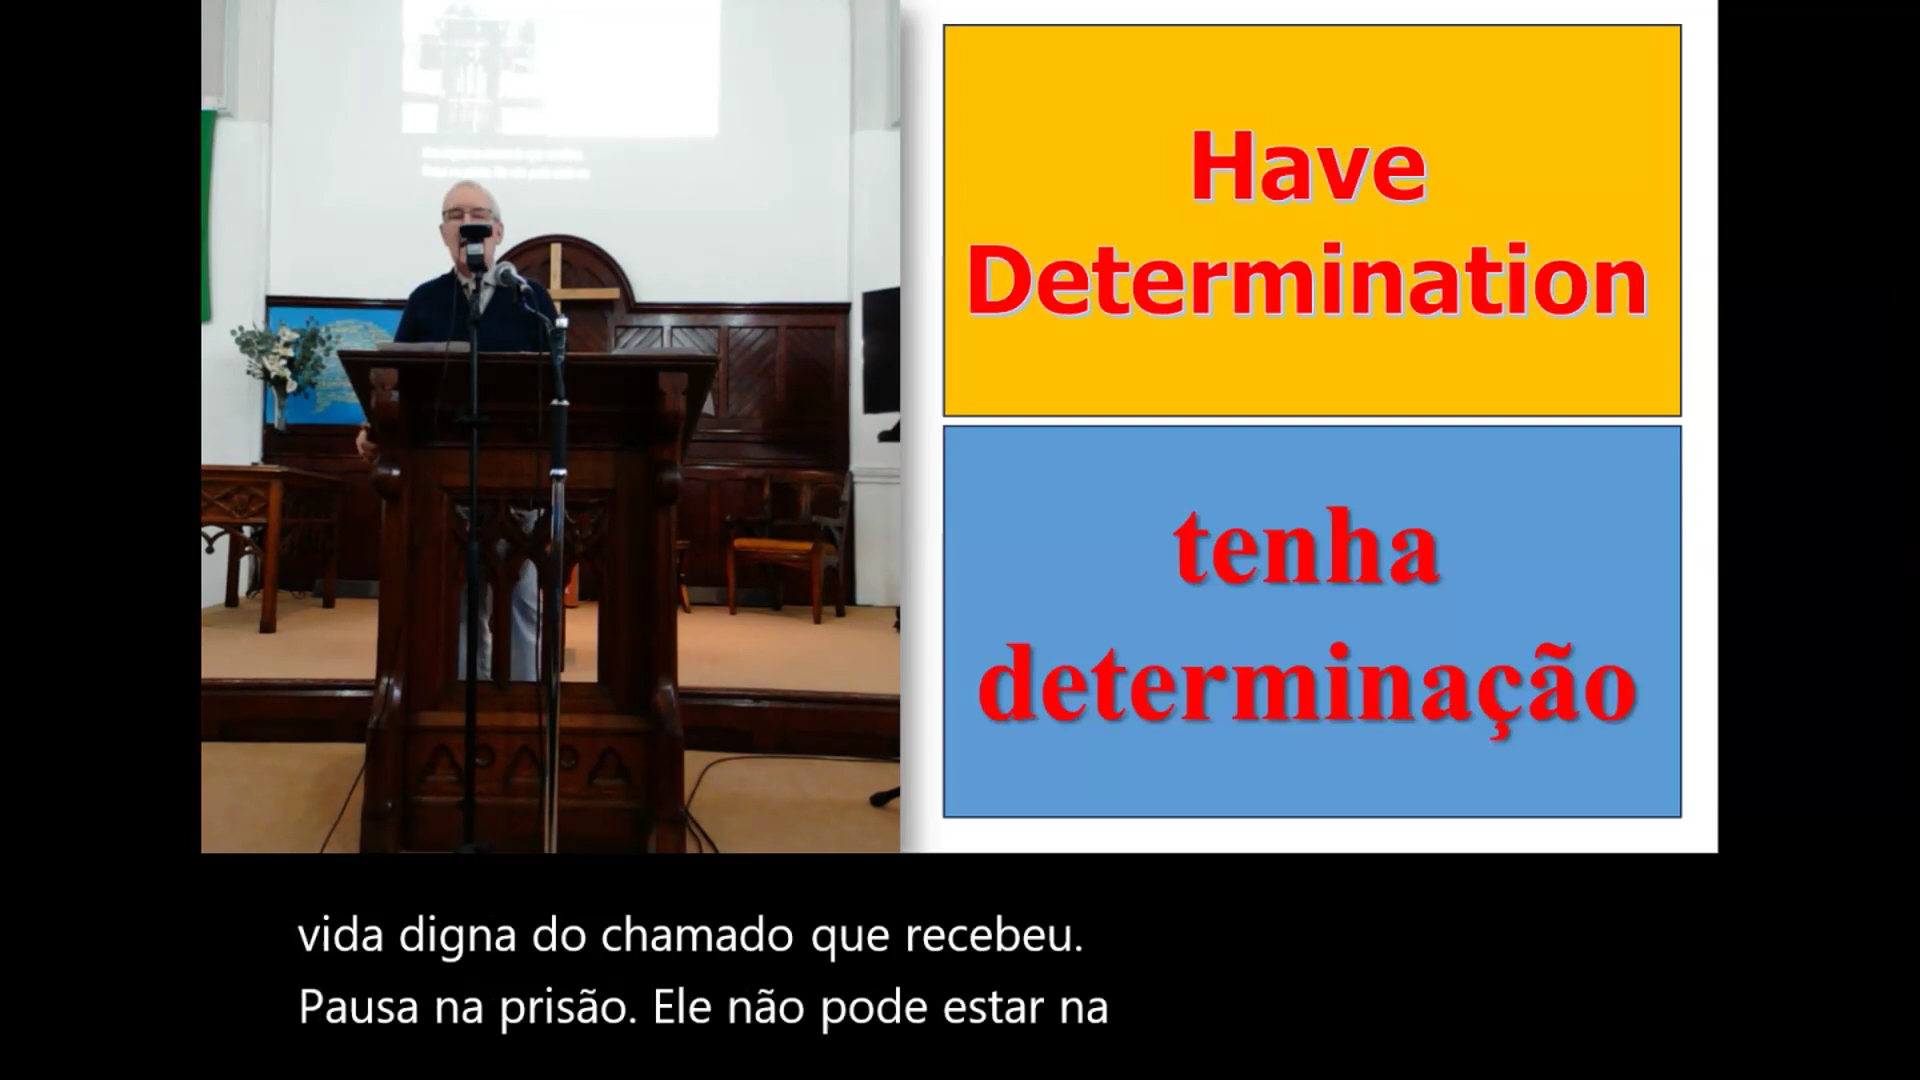 Have
Determination
tenha
determinação
vida digna do chamado que recebeu.
Pausa na prisão. Ele não pode estar na